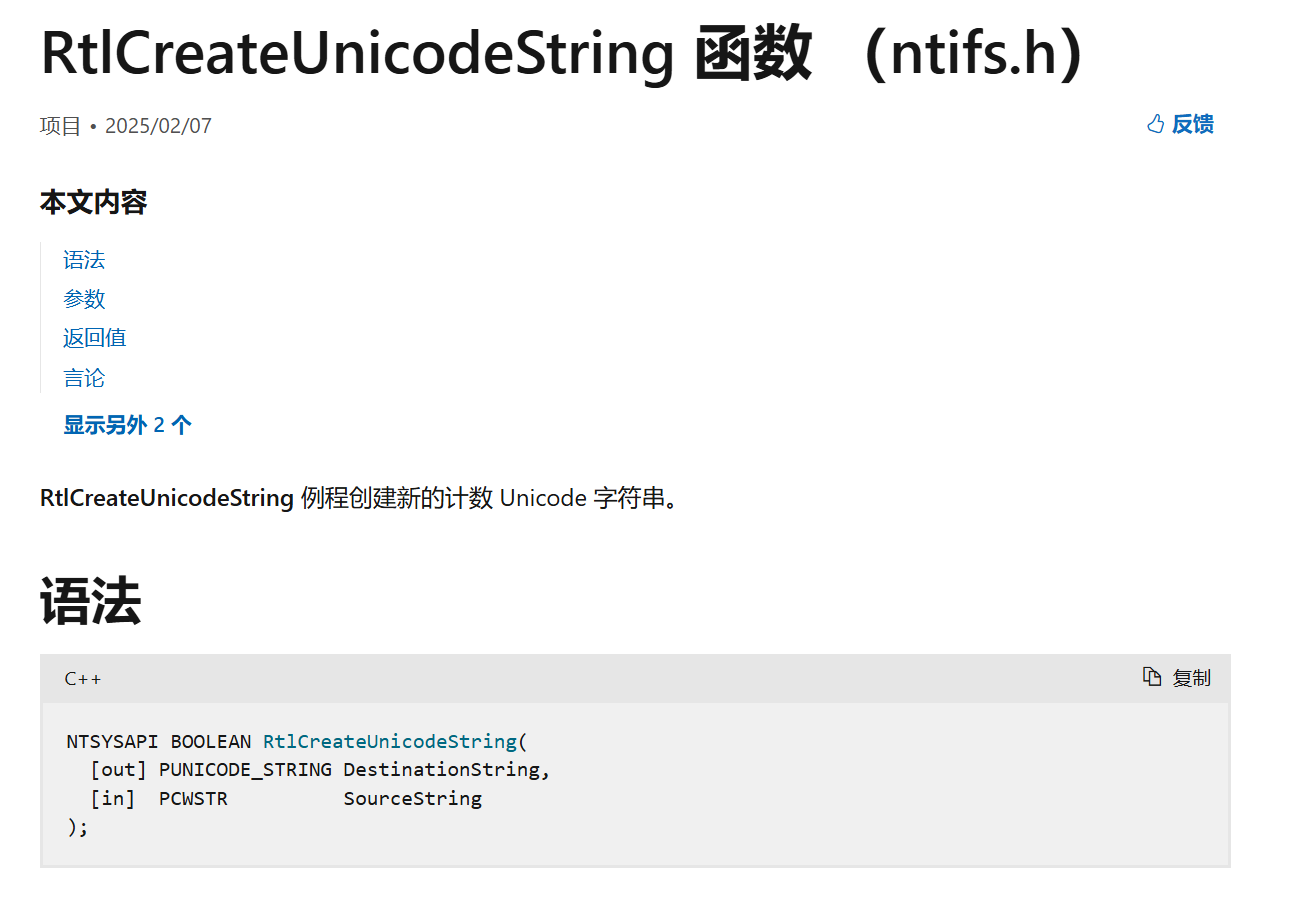 RtlCreateUnicodeString 函数 （ntifs.h）
项目 • 2025/02/07
反馈
本文内容
语法
参数
返回值
言论
显示另外 2 个
RtlCreateUnicodeString 例程创建新的计数 Unicode 字符串。
语法
C++
复制
NTSYSAPI BOOLEAN RtlCreateUnicodeString(
  [out] PUNICODE_STRING DestinationString,
  [in]  PCWSTR          SourceString
);